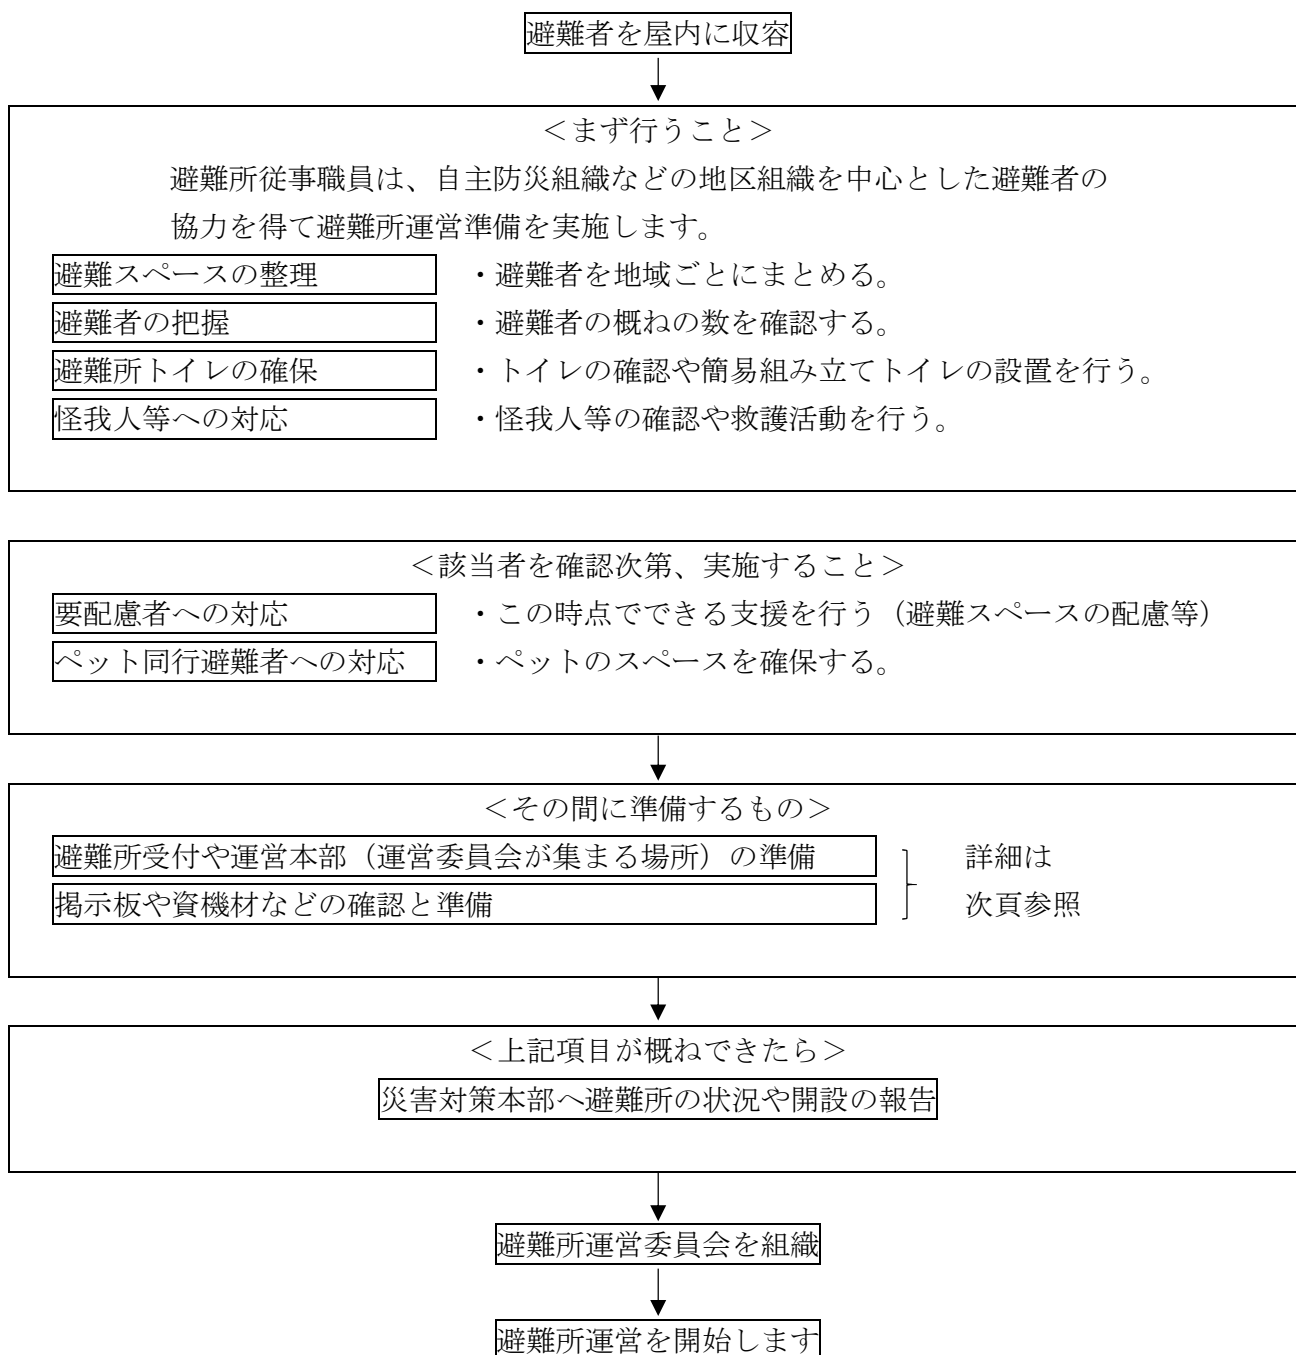 避難者を屋内に収容
＜まず行うこと＞
避難所従事職員は、自主防災組織などの地区組織を中心とした避難者の
協力を得て避難所運営準備を実施します。
避難スペースの整理 ・避難者を地域ごとにまとめる。
避難者の把握 ・避難者の概ねの数を確認する。
避難所トイレの確保 ・トイレの確認や簡易組み立てトイレの設置を行う。
怪我人等への対応 ・怪我人等の確認や救護活動を行う。
＜該当者を確認次第、実施すること＞
要配慮者への対応 ・この時点でできる支援を行う（避難スペースの配慮等）
ペット同行避難者への対応 ・ペットのスペースを確保する。
＜その間に準備するもの＞
避難所受付や運営本部（運営委員会が集まる場所）の準備 詳細は
掲示板や資機材などの確認と準備 次頁参照
＜上記項目が概ねできたら＞
災害対策本部へ避難所の状況や開設の報告
避難所運営委員会を組織
避難所運営を開始します